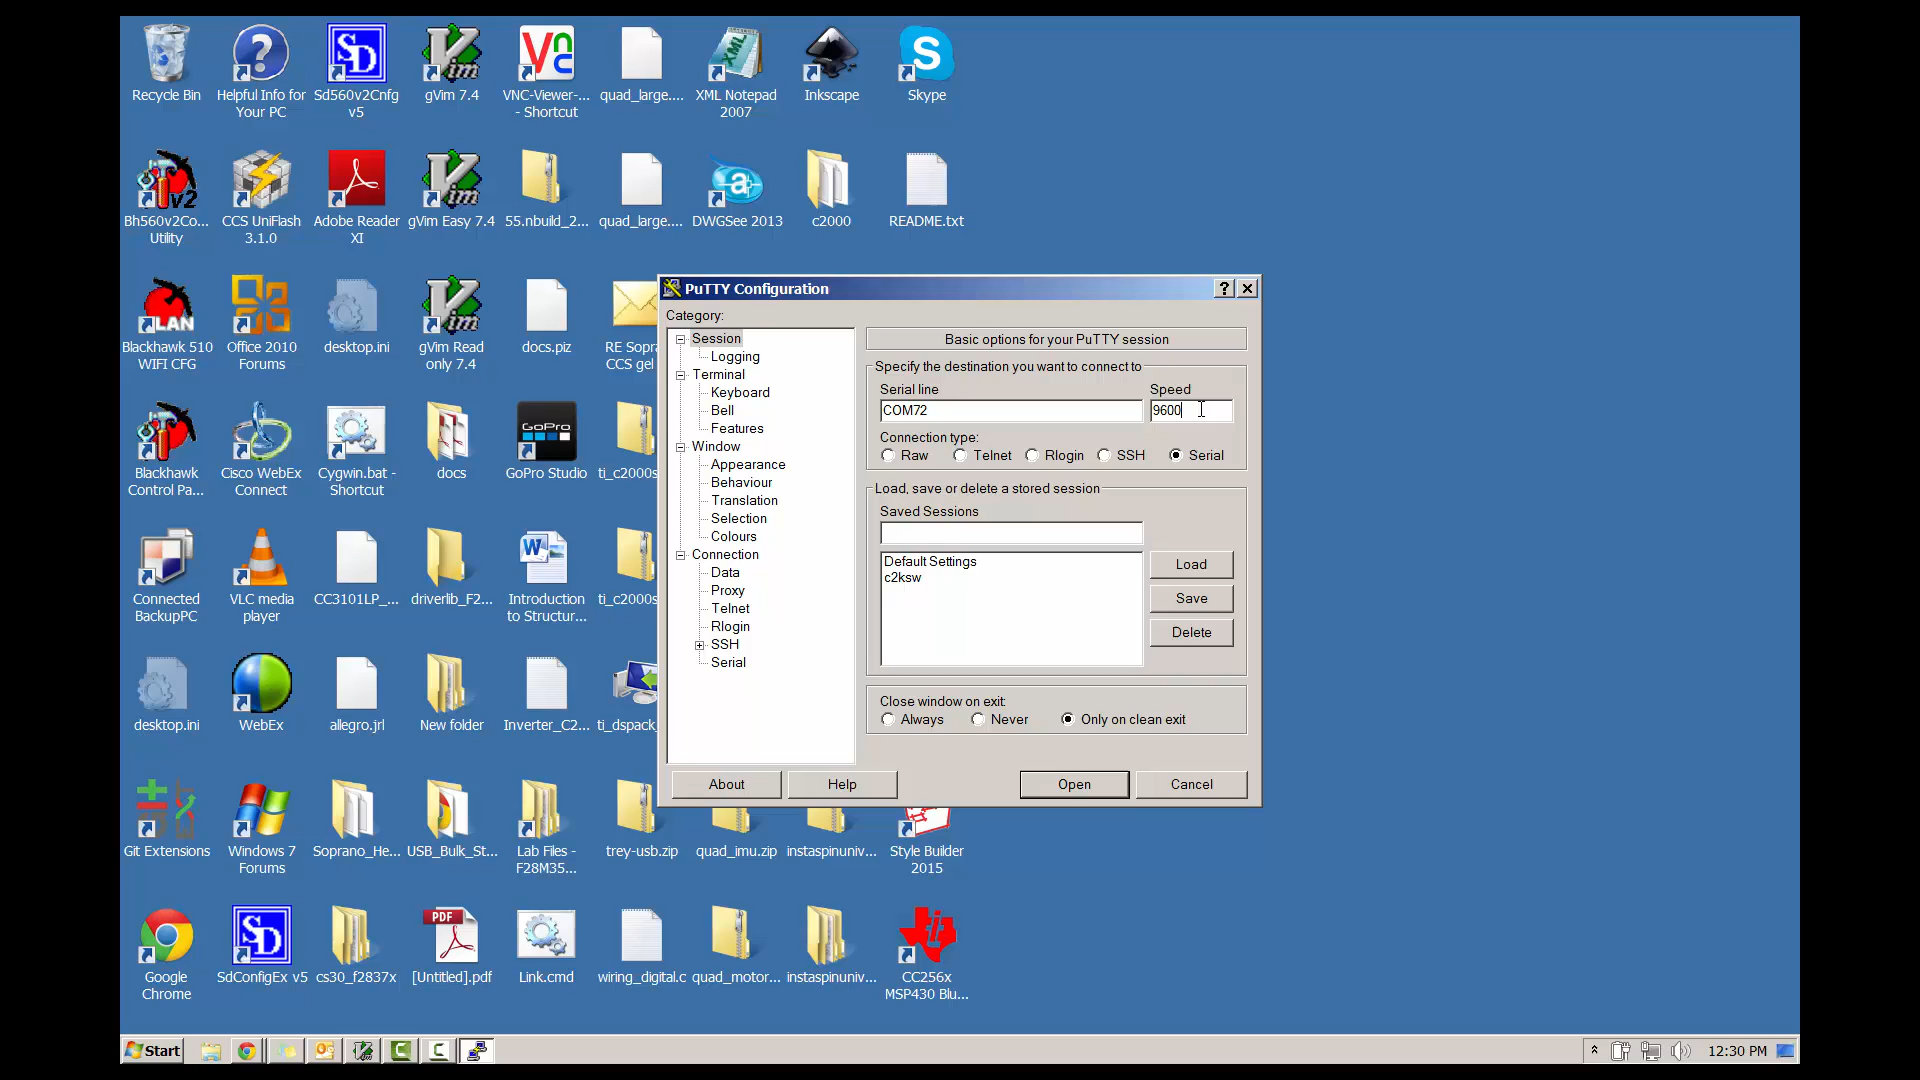 Recycle Bin
Helpful Info for
Your PC
Sd560v2Cnfg
v5
gVim 7.4
VNC-Viewer-...
- Shortcut
quad_large....
XML Notepad
2007
Inkscape
Skype
Bh560v2Co...
Utility
CCS UniFlash
3.1.0
Adobe Reader
XI
gVim Easy 7.4
55.nbuild_2...
quad_large....
DWGSee 2013
c2000
README.txt
Blackhawk 510
WIFI CFG
Office 2010
Forums
desktop.ini
gVim Read
only 7.4
docs.piz
RE Sopra
CCS gel
Blackhawk
Control Pa...
Cisco WebEx
Connect
Cygwin.bat -
Shortcut
docs
GoPro Studio
ti_c2000s
Connected
BackupPC
VLC media
player
CC3101LP_...
driverlib_F2...
Introduction
to Structur...
ti_c2000s
desktop.ini
WebEx
allegro.jrl
New folder
Inverter_C2...
ti_dspack
Git Extensions
Windows 7
Forums
Soprano_He...
USB_Bulk_St...
Lab Files -
F28M35...
trey-usb.zip
quad_imu.zip
instaspinuniv...
Style Builder
2015
Google
Chrome
SdConfigEx v5
cs30_f2837x
[Untitled].pdf
Link.cmd
wiring_digital.c
quad_motor...
instaspinuniv...
CC256x
MSP430 Blu...
SD
VNC
XML
v2
LAN
GoPro
PDF
SD
PuTTY Configuration
Category:
Session
Logging
Terminal
Keyboard
Bell
Features
Window
Appearance
Behaviour
Translation
Selection
Colours
Connection
Data
Proxy
Telnet
Rlogin
SSH
Serial
Basic options for your PuTTY session
Specify the destination you want to connect to
Serial line
Speed
COM72
9600
Connection type:
Raw Telnet Rlogin SSH Serial
Load, save or delete a stored session
Saved Sessions
Default Settings
c2ksw
Load
Save
Delete
Close window on exit:
Always Never Only on clean exit
About
Help
Open
Cancel
Start
12:30 PM